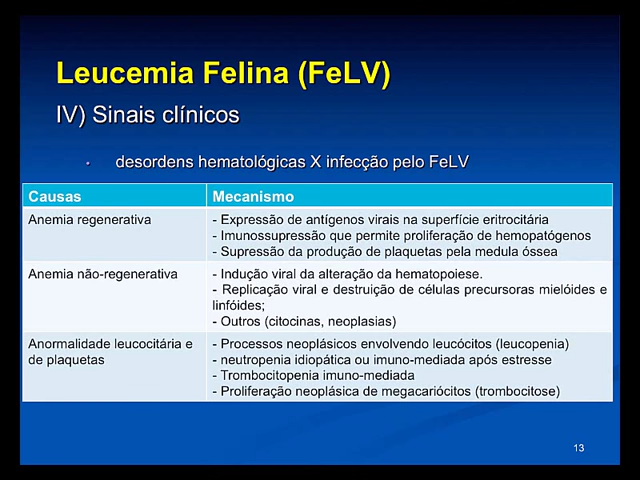 Leucemia Felina (FeLV)
IV) Sinais clínicos
• desordens hematológicas X infecção pelo FeLV
Causas Mecanismo
Anemia regenerativa
- Expressão de antígenos virais na superfície eritrocitária
- Imunossupressão que permite proliferação de hemopatógenos
- Supressão da produção de plaquetas pela medula óssea
Anemia não-regenerativa
- Indução viral da alteração da hematopoiese.
- Replicação viral e destruição de células precursoras mielóides e
linfóides;
- Outros (citocinas, neoplasias)
Anormalidade leucocitária e
de plaquetas
- Processos neoplásicos envolvendo leucócitos (leucopenia)
- neutropenia idiopática ou imuno-mediada após estresse
- Trombocitopenia imuno-mediada
- Proliferação neoplásica de megacariócitos (trombocitose)
13